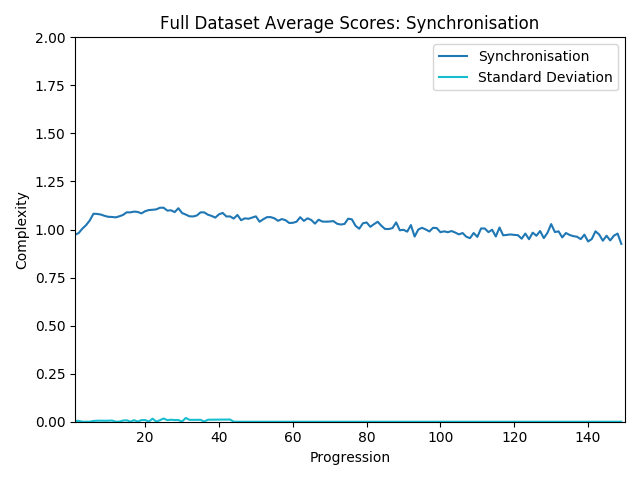 Full Dataset Average Scores: Synchronisation
Synchronisation
Standard Deviation
Complexity
2.00
1.75
1.50
1.25
1.00
0.75
0.50
0.25
0.00
20 40 60 80 100 120 140
Progression